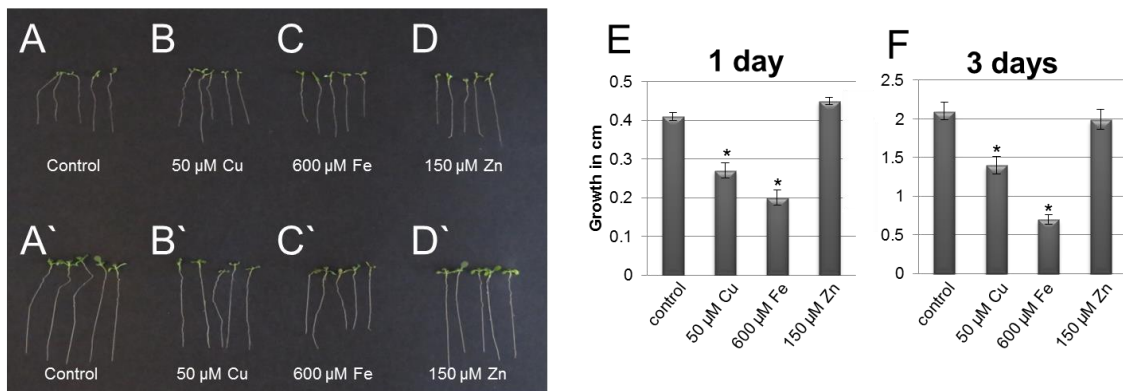 A
B
C
D
Control
50 µM Cu
600 µM Fe
150 µM Zn
A`
B`
C`
D`
Control
50 µM Cu
600 µM Fe
150 µM Zn
E
1 day
Growth in cm
0.5
0.4
0.3
0.2
0.1
0
*
*
control
50 µM Cu
600 µM Fe
150 µM Zn
F
3 days
2.5
2
1.5
1
0.5
0
*
*
control
50 µM Cu
600 µM Fe
150 µM Zn